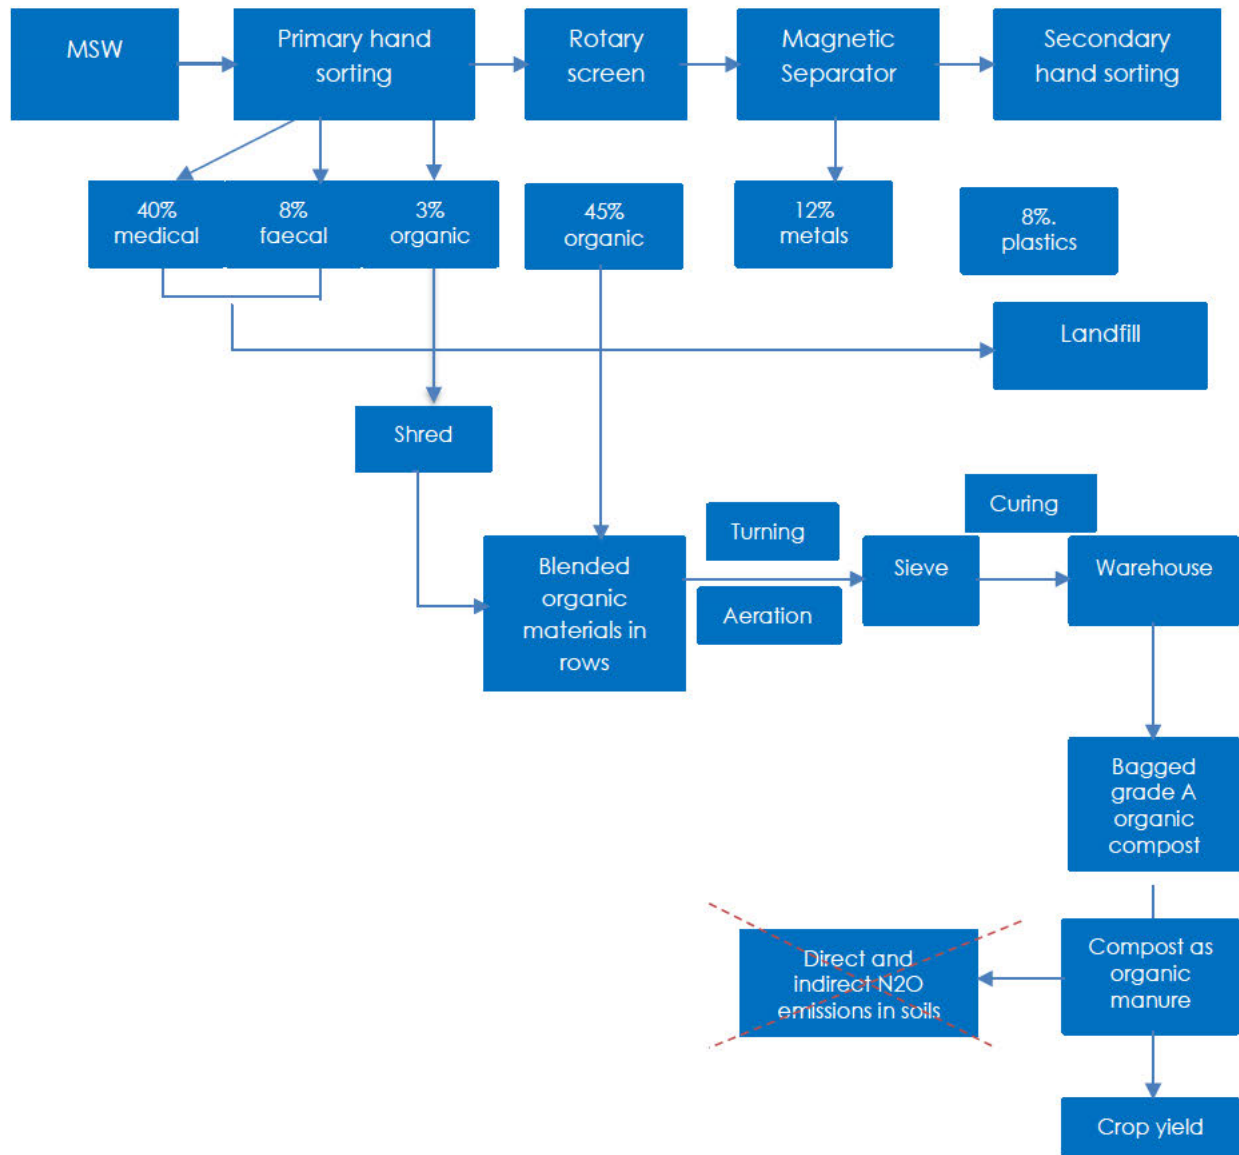 MSW
Primary hand
sorting
Rotary
screen
Magnetic
Separator
Secondary
hand sorting
40%
medical
8%
faecal
3%
organic
45%
organic
12%
metals
8%.
plastics
Landfill
Shred
Blended
organic
materials in
rows
Turning
Aeration
Sieve
Curing
Warehouse
Bagged
grade A
organic
compost
Direct and
indirect N2O
emissions in soils
Compost as
organic
manure
Crop yield